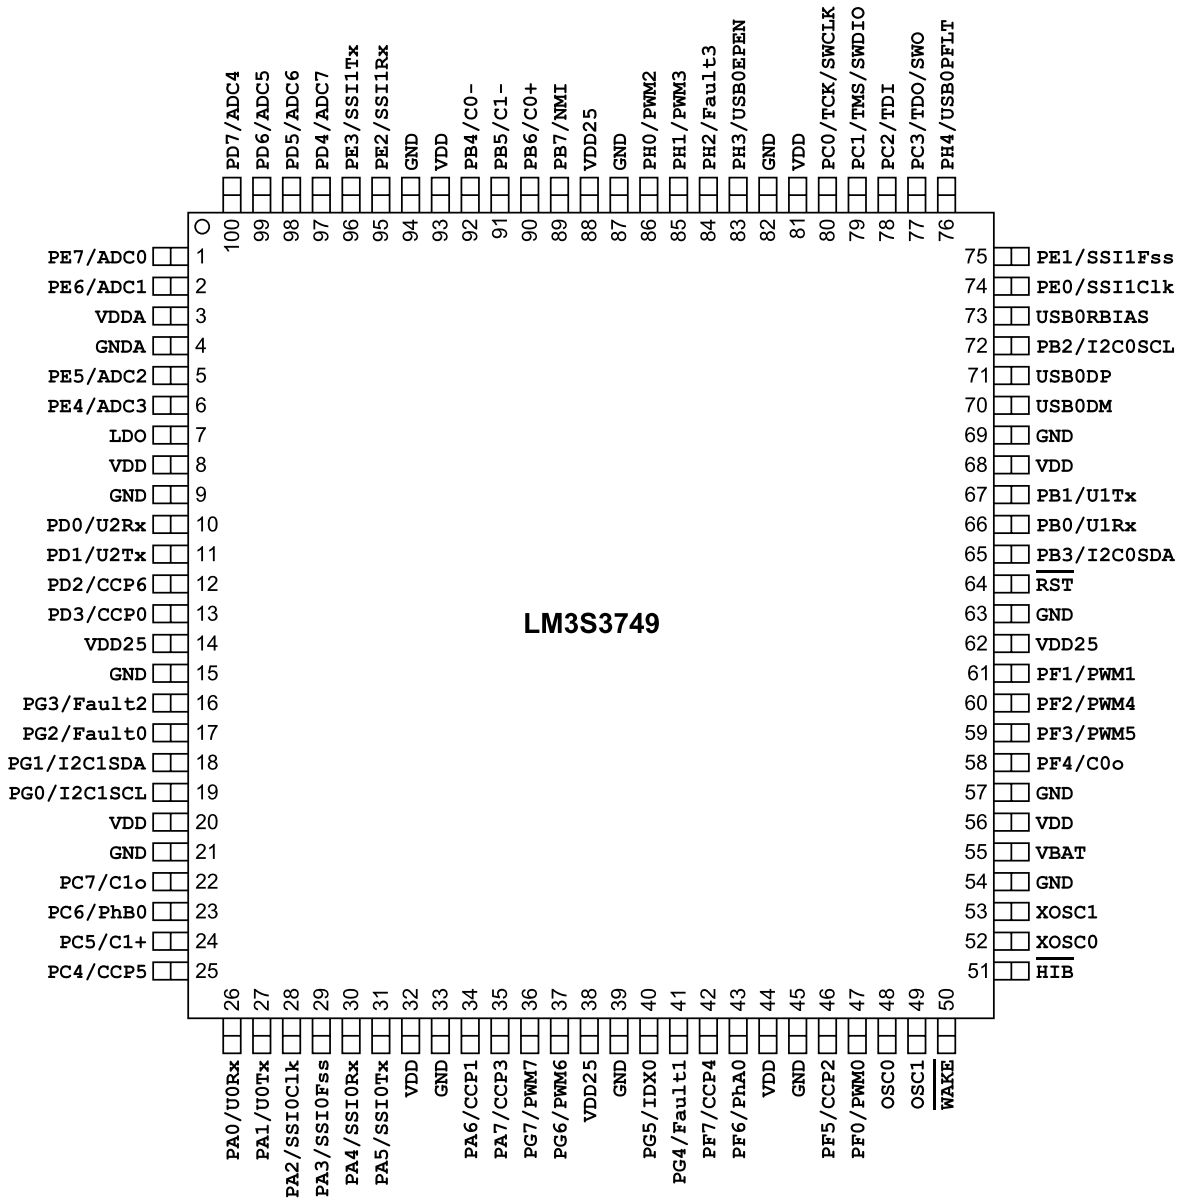 PD7/ADC4
PD6/ADC5
PD5/ADC6
PD4/ADC7
PE3/SSI1Tx
PE2/SSI1Rx
GND
VDD
PB4/C0-
PB5/C1-
PB6/C0+
PB7/NMI
VDD25
GND
PH0/PWM2
PH1/PWM3
PH2/Fault3
PH3/USB0EPEN
GND
VDD
PC0/TCK/SWCLK
PC1/TMS/SWDIO
PC2/TDI
PC3/TDO/SWO
PH4/USB0PFLT
100
99
98
97
96
95
94
93
92
91
90
89
88
87
86
85
84
83
82
81
80
79
78
77
76
PE7/ADC0 1
PE6/ADC1 2
VDDA 3
GNDA 4
PE5/ADC2 5
PE4/ADC3 6
LDO 7
VDD 8
GND 9
PD0/U2Rx 10
PD1/U2Tx 11
PD2/CCP6 12
PD3/CCP0 13
VDD25 14
GND 15
PG3/Fault2 16
PG2/Fault0 17
PG1/I2C1SDA 18
PG0/I2C1SCL 19
VDD 20
GND 21
PC7/C1o 22
PC6/PhB0 23
PC5/C1+ 24
PC4/CCP5 25
LM3S3749
75 PE1/SSI1Fss
74 PE0/SSI1Clk
73 USB0RBIAS
72 PB2/I2C0SCL
71 USB0DP
70 USB0DM
69 GND
68 VDD
67 PB1/U1Tx
66 PB0/U1Rx
65 PB3/I2C0SDA
64 RST
63 GND
62 VDD25
61 PF1/PWM1
60 PF2/PWM4
59 PF3/PWM5
58 PF4/C0o
57 GND
56 VDD
55 VBAT
54 GND
53 XOSC1
52 XOSC0
51 HIB
26
27
28
29
30
31
32
33
34
35
36
37
38
39
40
41
42
43
44
45
46
47
48
49
50
PA0/U0Rx
PA1/U0Tx
PA2/SSI0Clk
PA3/SSI0Fss
PA4/SSI0Rx
PA5/SSI0Tx
VDD
GND
PA6/CCP1
PA7/CCP3
PG7/PWM7
PG6/PWM6
VDD25
GND
PG5/IDX0
PG4/Fault1
PF7/CCP4
PF6/PhA0
VDD
GND
PF5/CCP2
PF0/PWM0
OSC0
OSC1
WAKE